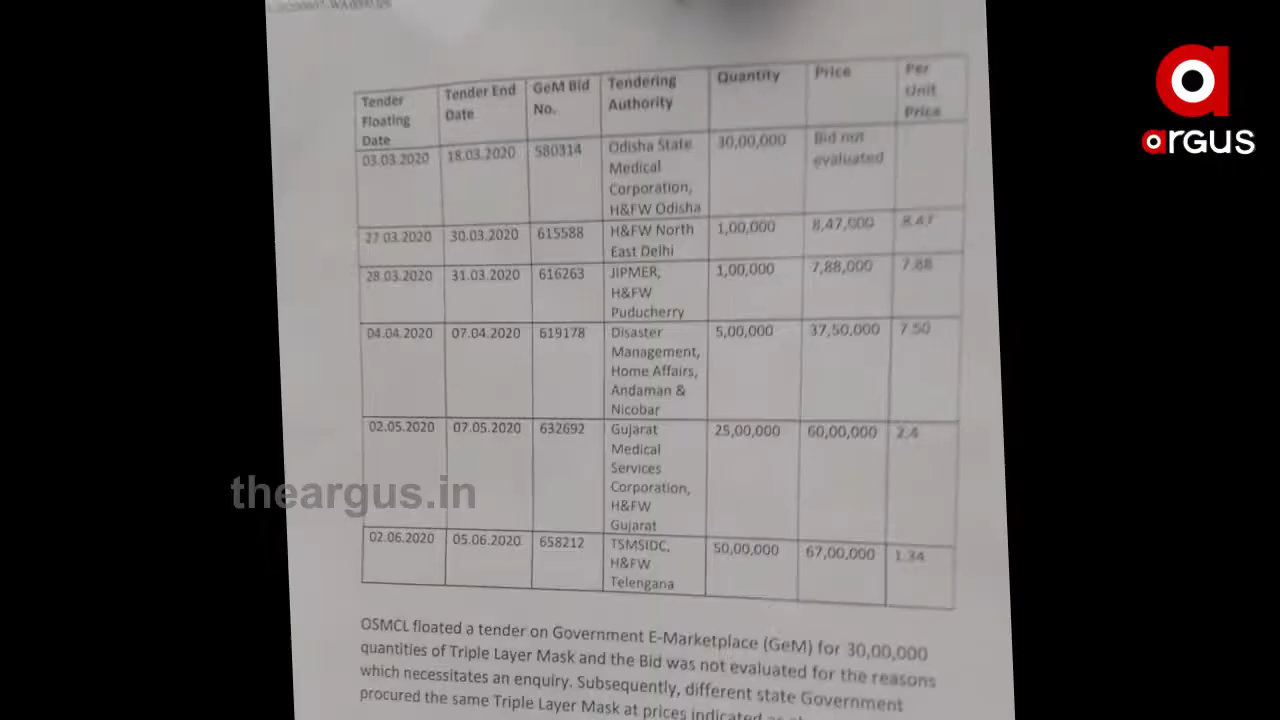 argus
Tender Floating Date | Tender End Date | GeM Bid No. | Tendering Authority | Quantity | Price | Per Unit Price
03.03.2020 | 18.03.2020 | 580314 | Odisha State Medical Corporation, H&FW Odisha | 30,00,000 | Bid not evaluated |
27.03.2020 | 30.03.2020 | 615588 | H&FW North East Delhi | 1,00,000 | 8,47,000 | 8.47
28.03.2020 | 31.03.2020 | 616263 | JIPMER, H&FW Puducherry | 1,00,000 | 7,88,000 | 7.88
04.04.2020 | 07.04.2020 | 619178 | Disaster Management, Home Affairs, Andaman & Nicobar | 5,00,000 | 37,50,000 | 7.50
02.05.2020 | 07.05.2020 | 632692 | Gujarat Medical Services Corporation, H&FW Gujarat | 25,00,000 | 60,00,000 | 2.4
02.06.2020 | 05.06.2020 | 658212 | TSMSIDC, H&FW Telengana | 50,00,000 | 67,00,000 | 1.34
theargus.in
OSMCL floated a tender on Government E-Marketplace (GeM) for 30,00,000
quantities of Triple Layer Mask and the Bid was not evaluated for the reasons
which necessitates an enquiry. Subsequently, different state Government
procured the same Triple Layer Mask at prices indicated